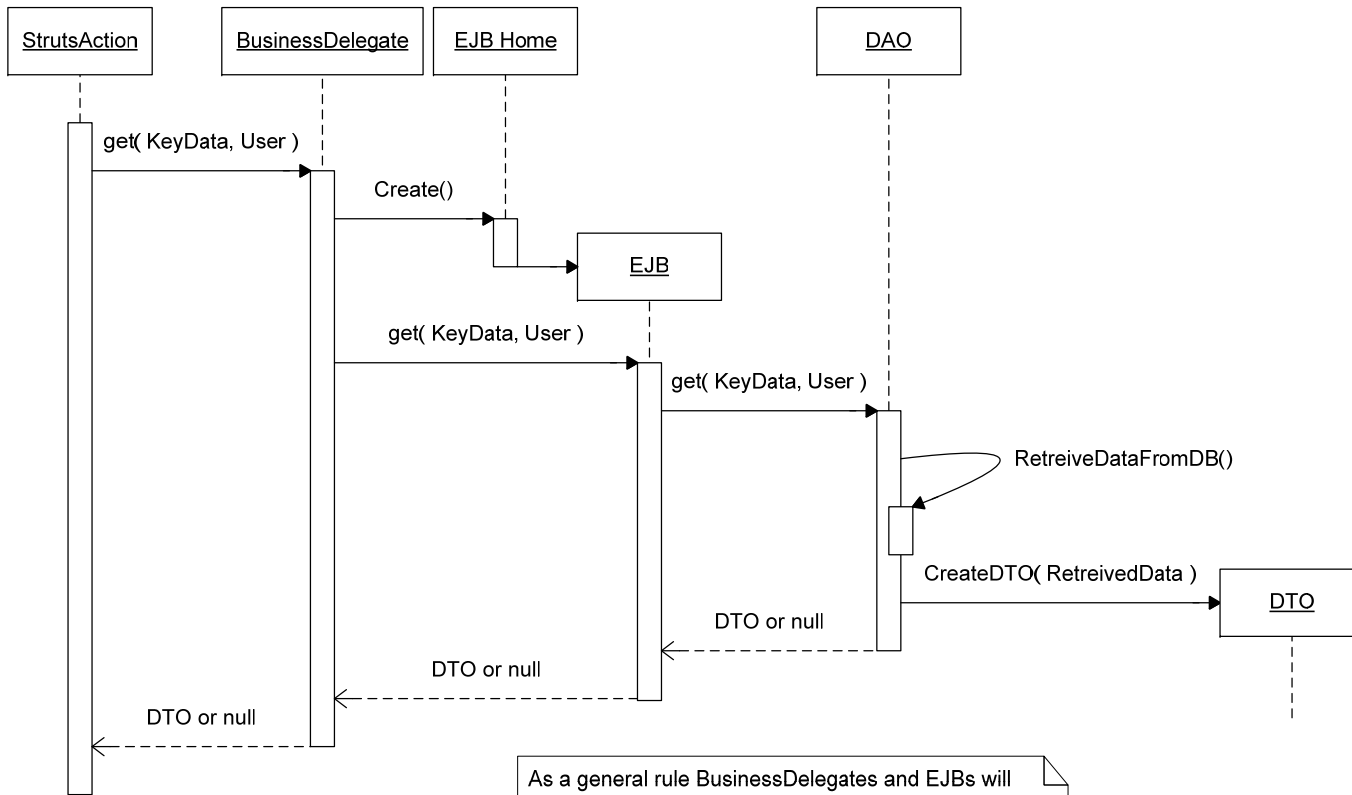 StrutsAction
BusinessDelegate
EJB Home
DAO
get( KeyData, User )
Create()
EJB
get( KeyData, User )
get( KeyData, User )
RetreiveDataFromDB()
CreateDTO( RetreivedData )
DTO
DTO or null
DTO or null
DTO or null
As a general rule BusinessDelegates and EJBs will